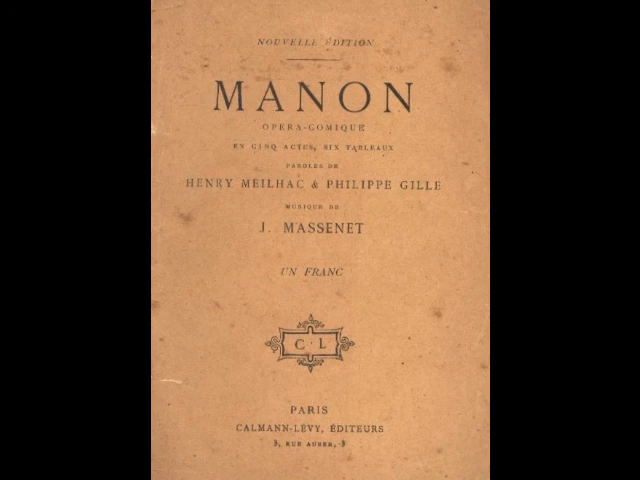 NOUVELLE ÉDITION
MANON
OPÉRA-COMIQUE
EN CINQ ACTES, SIX TABLEAUX
PAROLES DE
HENRY MEILHAC & PHILIPPE GILLE
MUSIQUE DE
J. MASSENET
UN FRANC
C · L
PARIS
CALMANN-LÉVY, ÉDITEURS
3, RUE AUBER, 3